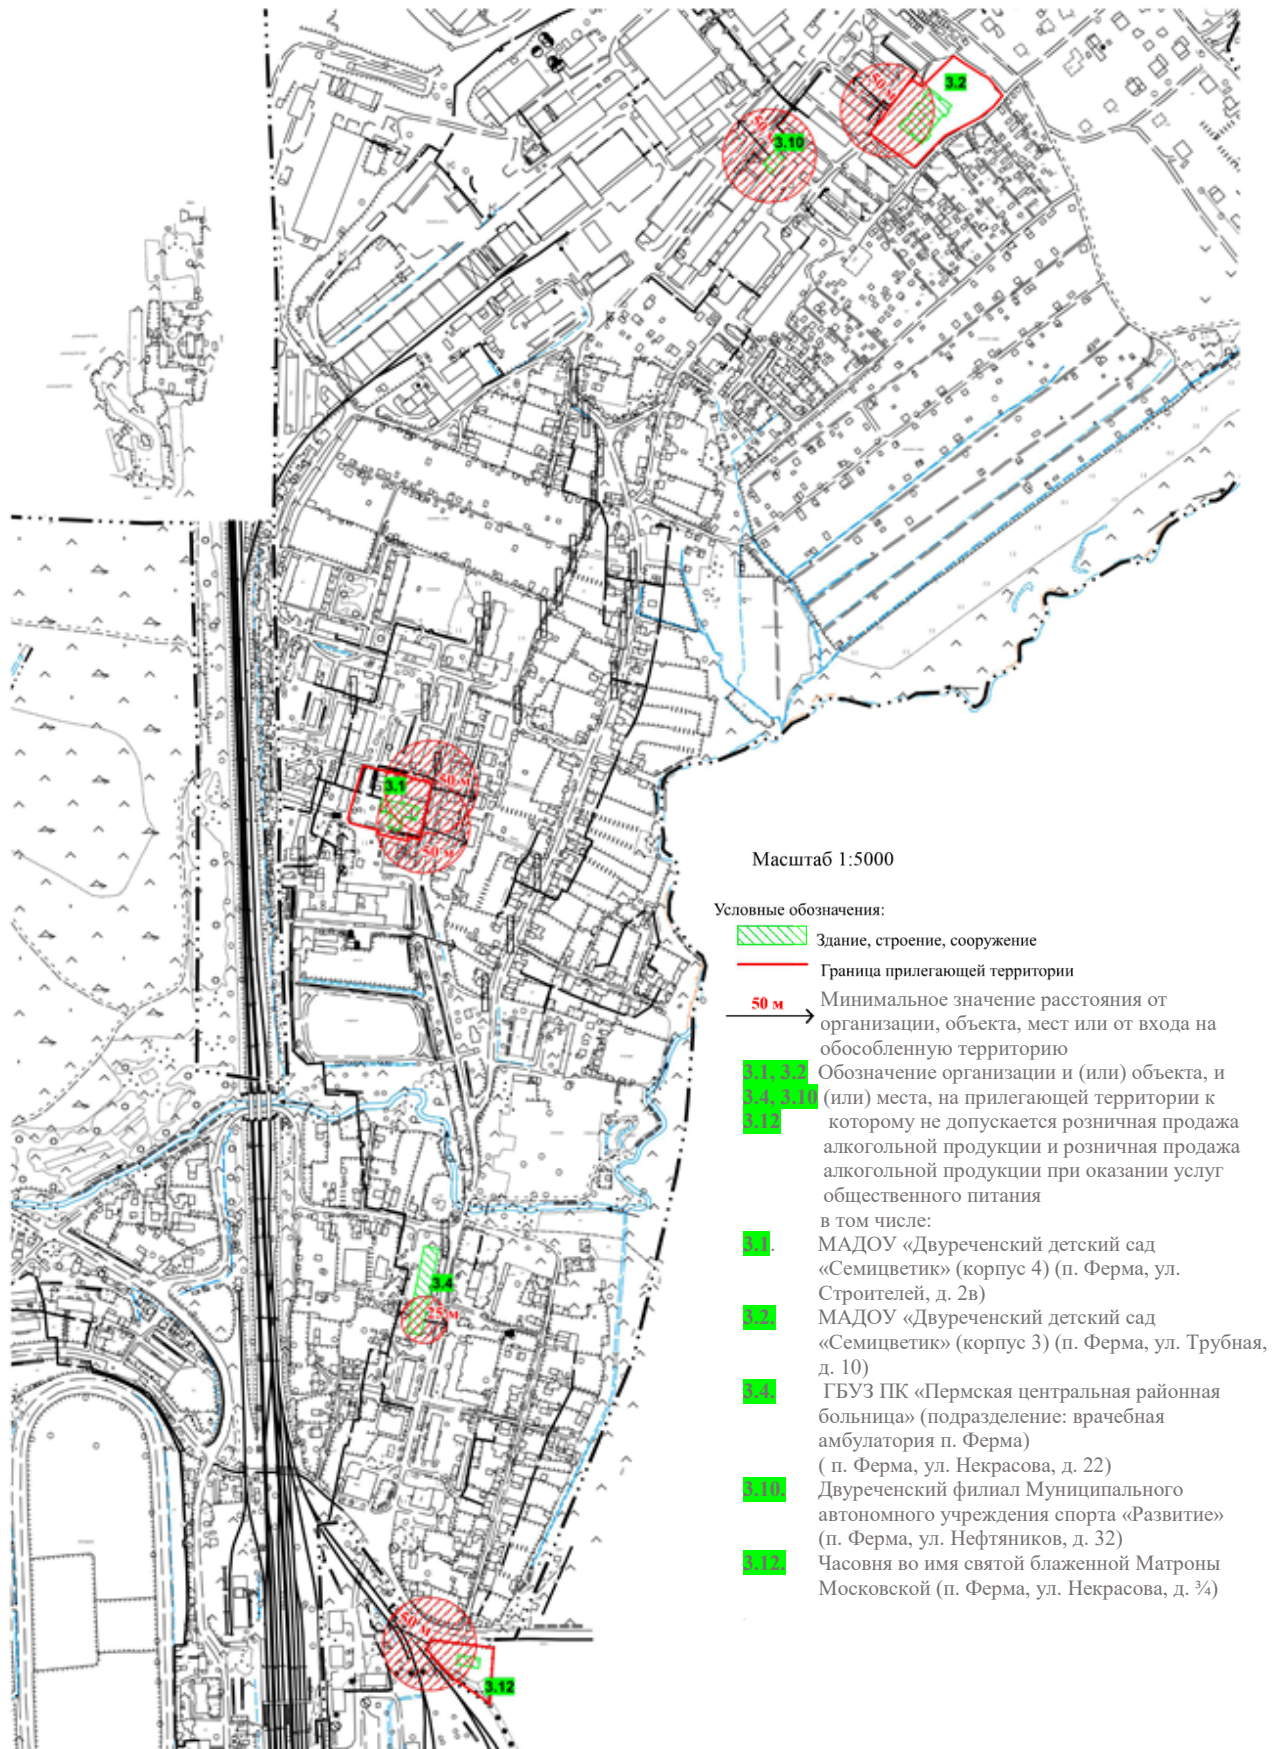 50 м
3.2
50
3.10
3.1
50 м
50 м
Масштаб 1:5000
Условные обозначения:
Здание, строение, сооружение
Граница прилегающей территории
50 м
Минимальное значение расстояния от
организации, объекта, мест или от входа на
обособленную территорию
3.1, 3.2 Обозначение организации и (или) объекта, и
3.4, 3.10 (или) места, на прилегающей территории к
3.12 которому не допускается розничная продажа
алкогольной продукции и розничная продажа
алкогольной продукции при оказании услуг
общественного питания
в том числе:
3.1. МАДОУ «Двуреченский детский сад
«Семицветик» (корпус 4) (п. Ферма, ул.
Строителей, д. 2в)
3.2. МАДОУ «Двуреченский детский сад
«Семицветик» (корпус 3) (п. Ферма, ул. Трубная,
д. 10)
3.4. ГБУЗ ПК «Пермская центральная районная
больница» (подразделение: врачебная
амбулатория п. Ферма)
( п. Ферма, ул. Некрасова, д. 22)
3.10. Двуреченский филиал Муниципального
автономного учреждения спорта «Развитие»
(п. Ферма, ул. Нефтяников, д. 32)
3.12. Часовня во имя святой блаженной Матроны
Московской (п. Ферма, ул. Некрасова, д. ¾)
3.4
25 м
50 м
3.12